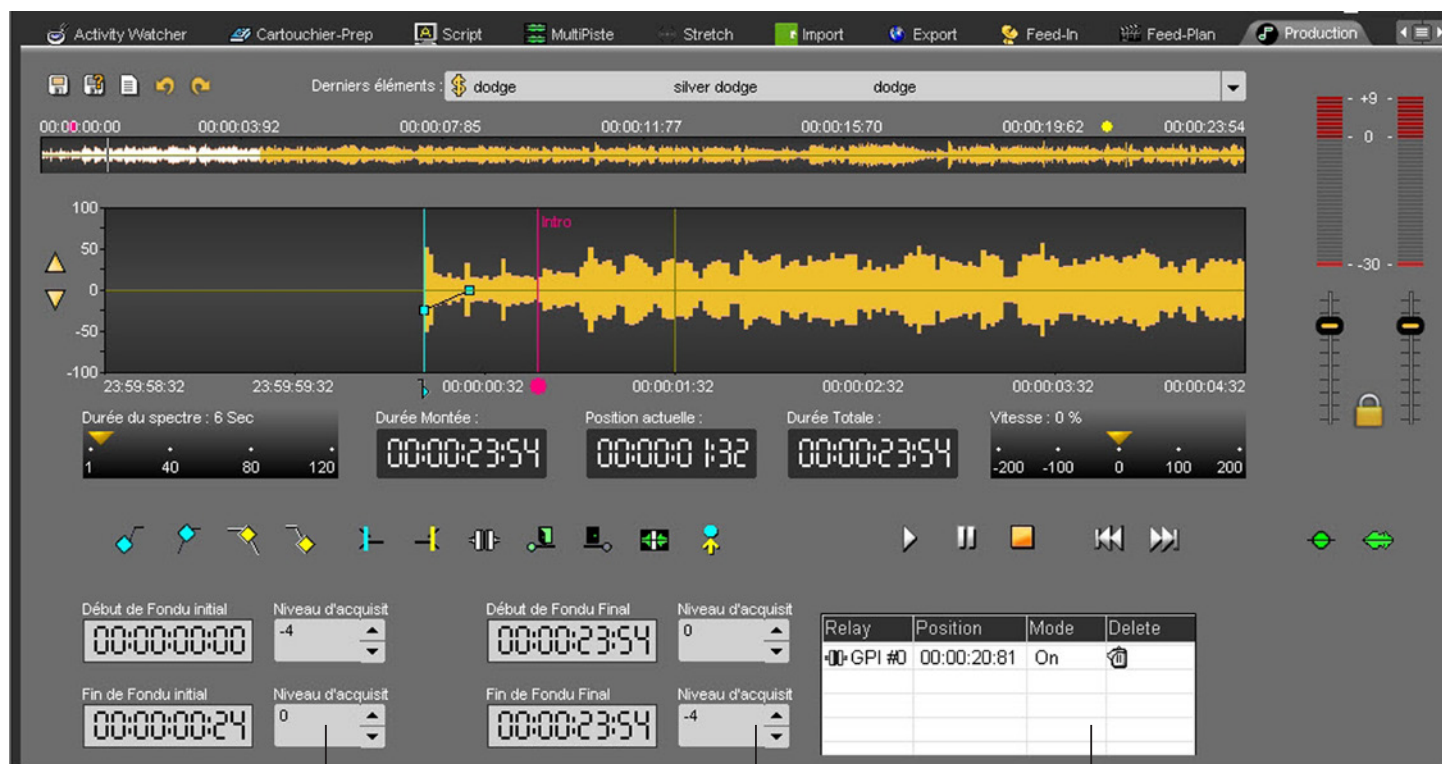 Activity Watcher Cartouchier-Prep Script MultiPiste Stretch Import Export Feed-In Feed-Plan Production
Derniers éléments : dodge silver dodge dodge
00:00:00:00 00:00:03:92 00:00:07:85 00:00:11:77 00:00:15:70 00:00:19:62 00:00:23:54
+9
0
-30
Intro
100
50
0
-50
-100
23:59:58:32 23:59:59:32 00:00:00:32 00:00:01:32 00:00:02:32 00:00:03:32 00:00:04:32
Durée du spectre : 6 Sec Durée Montée : Position actuelle : Durée Totale : Vitesse : 0 %
00:00:23:54 00:00:01:32 00:00:23:54
1 40 80 120 -200 -100 0 100 200
Début de Fondu initial Niveau d'acquisit Début de Fondu Final Niveau d'acquisit
00:00:00:00 -4 00:00:23:54 0
Relay Position Mode Delete
GPI #0 00:00:20:81 On
Fin de Fondu initial Niveau d'acquisit Fin de Fondu Final Niveau d'acquisit
00:00:00:24 0 00:00:23:54 -4